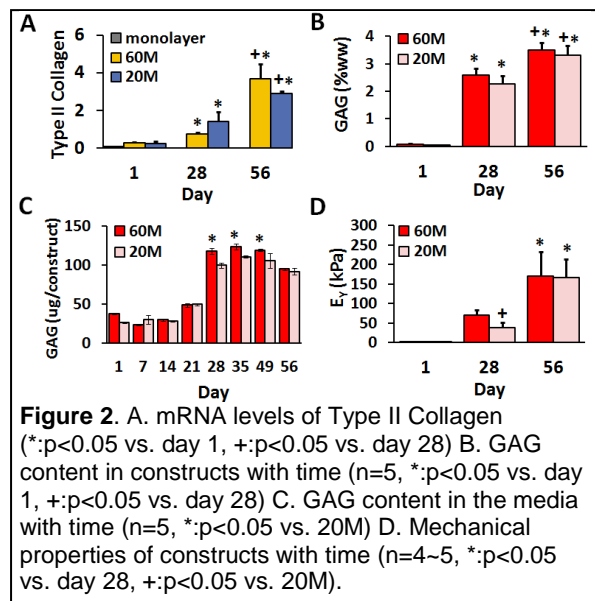 A
monolayer
60M
20M
Type II Collagen
6
4
2
0
*
*
+*
+*
1
28
56
Day
B
60M
20M
GAG (%ww)
4
3
2
1
0
*
*
+*
+*
1
28
56
Day
C
60M
20M
GAG (ug/construct)
150
100
50
0
*
*
*
1
7
14
21
28
35
49
56
Day
D
60M
20M
Eγ (kPa)
300
250
200
150
100
50
0
+
*
*
1
28
56
Day
Figure 2. A. mRNA levels of Type II Collagen
(*:p<0.05 vs. day 1, +:p<0.05 vs. day 28) B. GAG
content in constructs with time (n=5, *:p<0.05 vs. day
1, +:p<0.05 vs. day 28) C. GAG content in the media
with time (n=5, *:p<0.05 vs. 20M) D. Mechanical
properties of constructs with time (n=4~5, *:p<0.05
vs. day 28, +:p<0.05 vs. 20M).